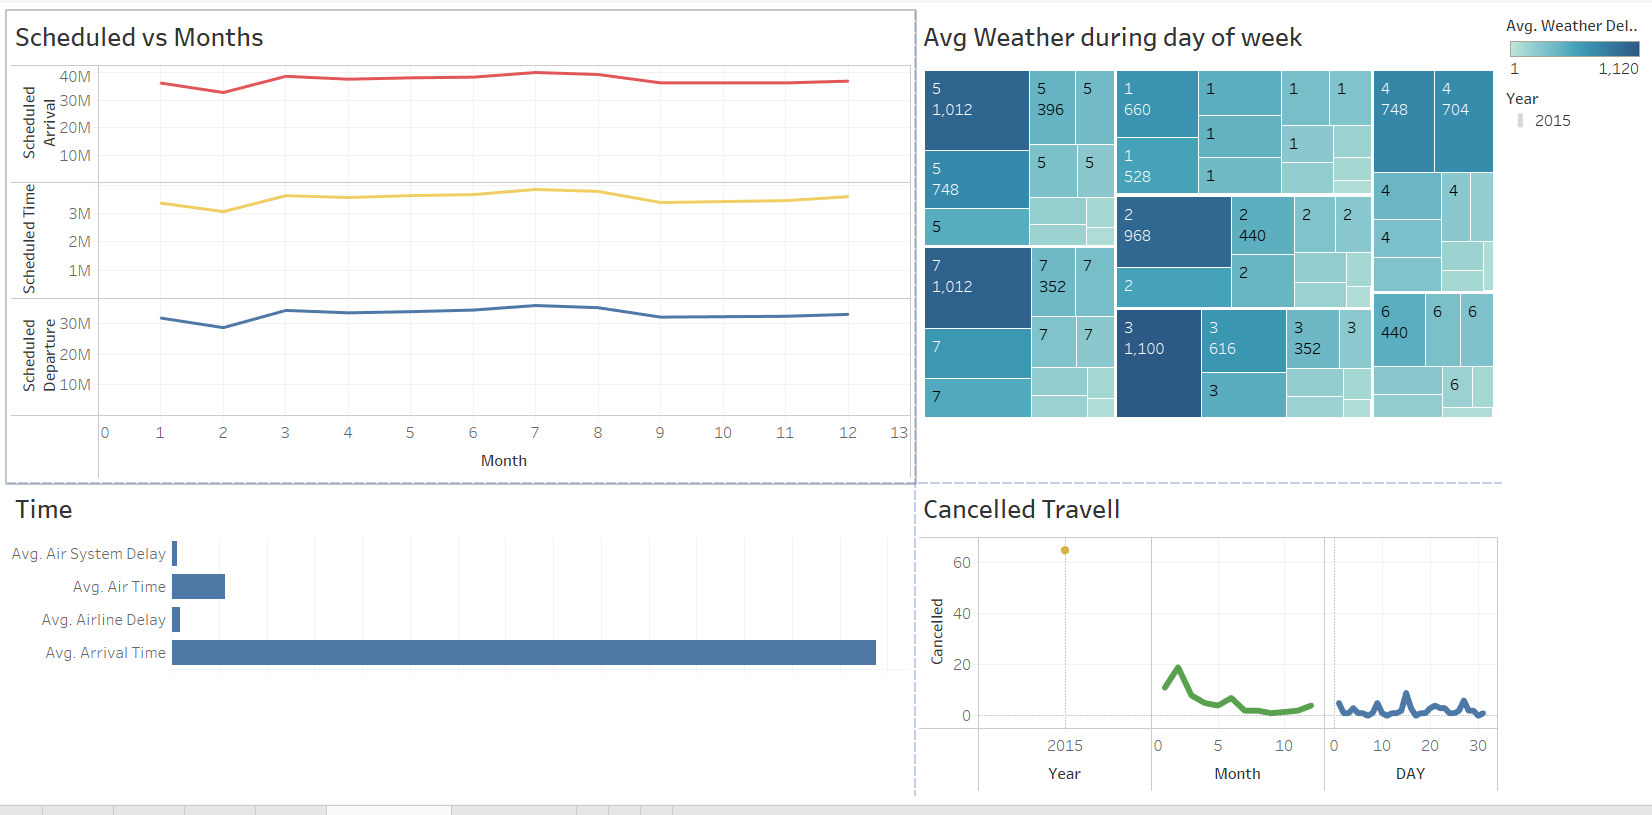 Scheduled vs Months
Scheduled
Arrival
40M
30M
20M
10M
Scheduled Time
3M
2M
1M
Scheduled
Departure
30M
20M
10M
0 1 2 3 4 5 6 7 8 9 10 11 12 13
Month
Avg Weather during day of week
5
1,012
5
396
5
5
748
5
5
5
7
1,012
7
352
7
7
7
7
7
1
660
1
1
1
1
1
528
1
1
2
968
2
440
2
2
2
2
3
1,100
3
616
3
352
3
3
4
748
4
704
4
4
4
6
440
6
6
6
Avg. Weather Del..
1 1,120
Year
2015
Time
Avg. Air System Delay
Avg. Air Time
Avg. Airline Delay
Avg. Arrival Time
Cancelled Travell
Cancelled
60
40
20
0
2015
Year
0 5 10
Month
0 10 20 30
DAY